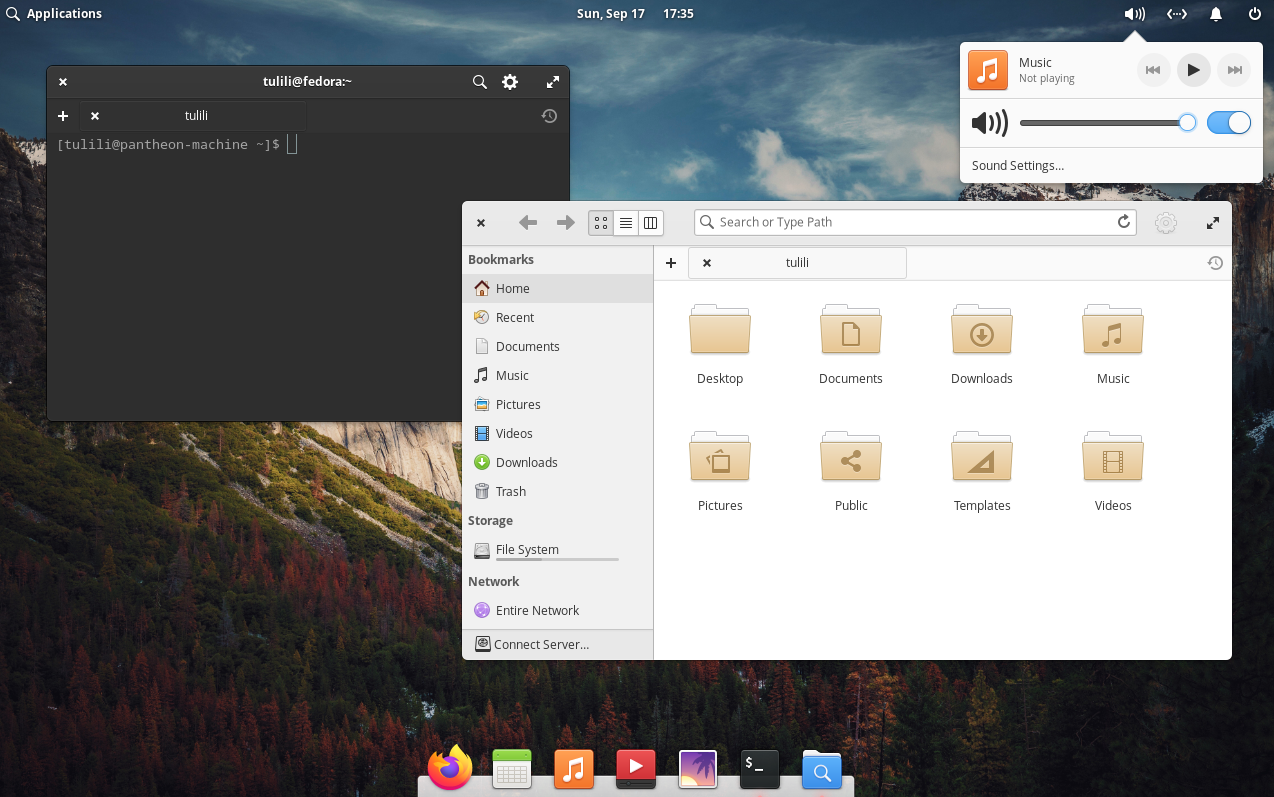 Applications
Sun, Sep 17 17:35
Music
Not playing
Sound Settings...
tulili@fedora:~
tulili
[tulili@pantheon-machine ~]$
Search or Type Path
tulili
Bookmarks
Home
Recent
Documents
Music
Pictures
Videos
Downloads
Trash
Storage
File System
Network
Entire Network
Connect Server...
Desktop Documents Downloads Music
Pictures Public Templates Videos
$_